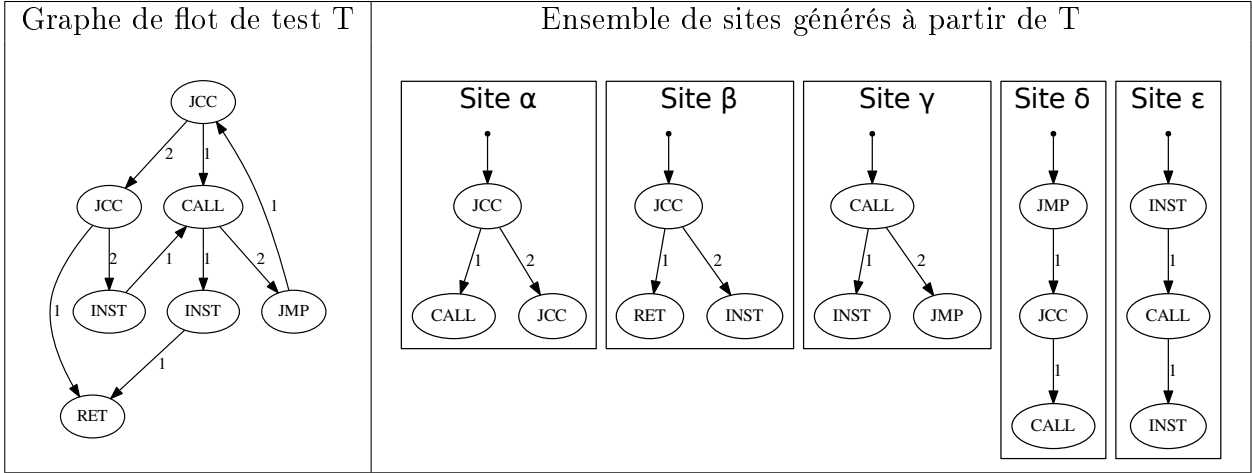 Graphe de flot de test T
Ensemble de sites générés à partir de T
JCC
2
1
JCC
CALL
1
1
2
1
1
2
INST
INST
JMP
1
RET
Site α
JCC
1
2
CALL
JCC
Site β
JCC
1
2
RET
INST
Site γ
CALL
1
2
INST
JMP
Site δ
JMP
1
JCC
1
CALL
Site ε
INST
1
CALL
1
INST